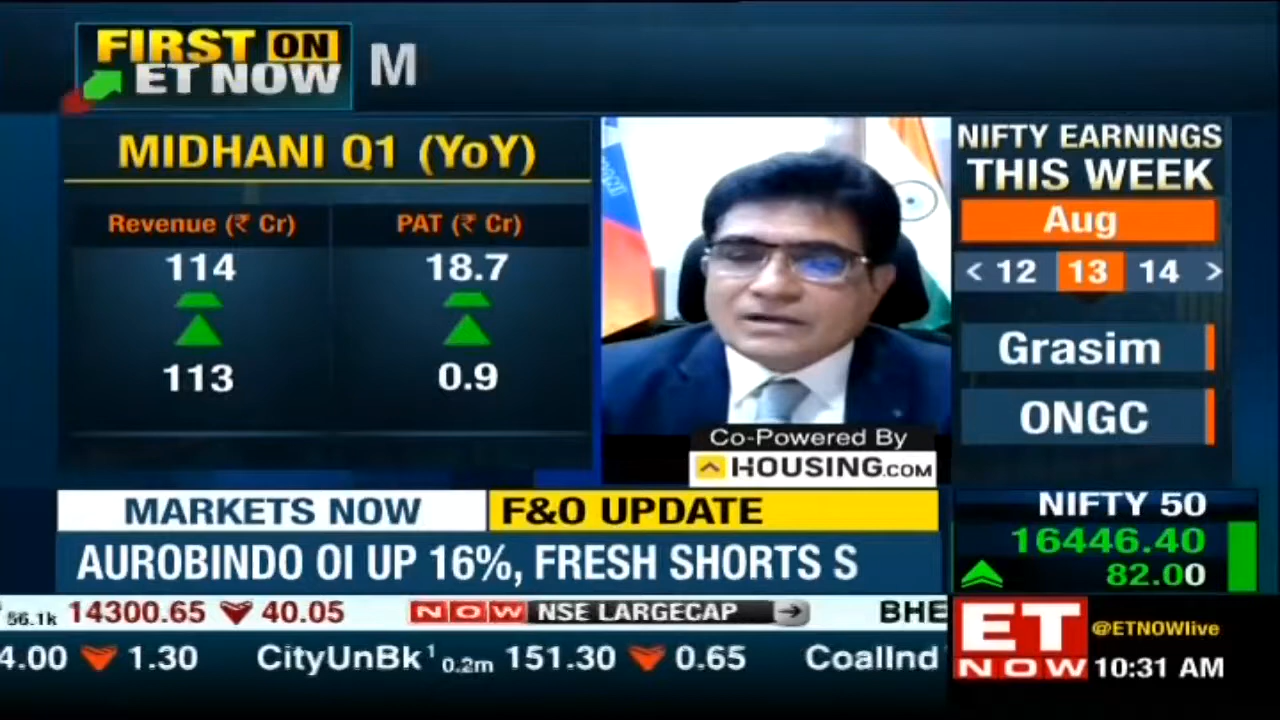 FIRST ON
ET NOW
M
MIDHANI Q1 (YoY)
Revenue (₹ Cr)
PAT (₹ Cr)
114
18.7
113
0.9
NIFTY EARNINGS
THIS WEEK
Aug
< 12 13 14 >
Grasim
ONGC
Co-Powered By
HOUSING.COM
MARKETS NOW
F&O UPDATE
AUROBINDO OI UP 16%, FRESH SHORTS S
NIFTY 50
16446.40
82.00
56.1k 14300.65 40.05 NOW NSE LARGECAP BHE
4.00 1.30 CityUnBk 0.2m 151.30 0.65 CoalInd
ET
NOW
@ETNOWlive
10:31 AM